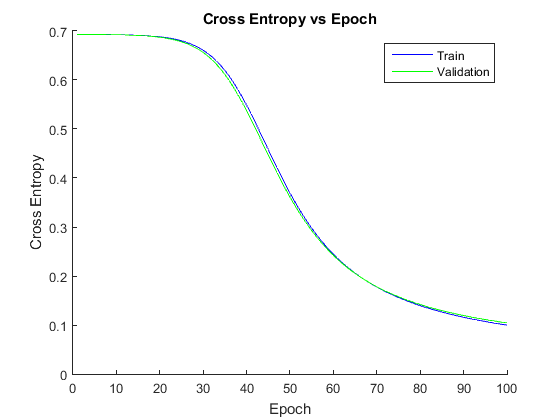 Cross Entropy vs Epoch
Train
Validation
0.7
0.6
0.5
0.4
0.3
0.2
0.1
0
Cross Entropy
0 10 20 30 40 50 60 70 80 90 100
Epoch